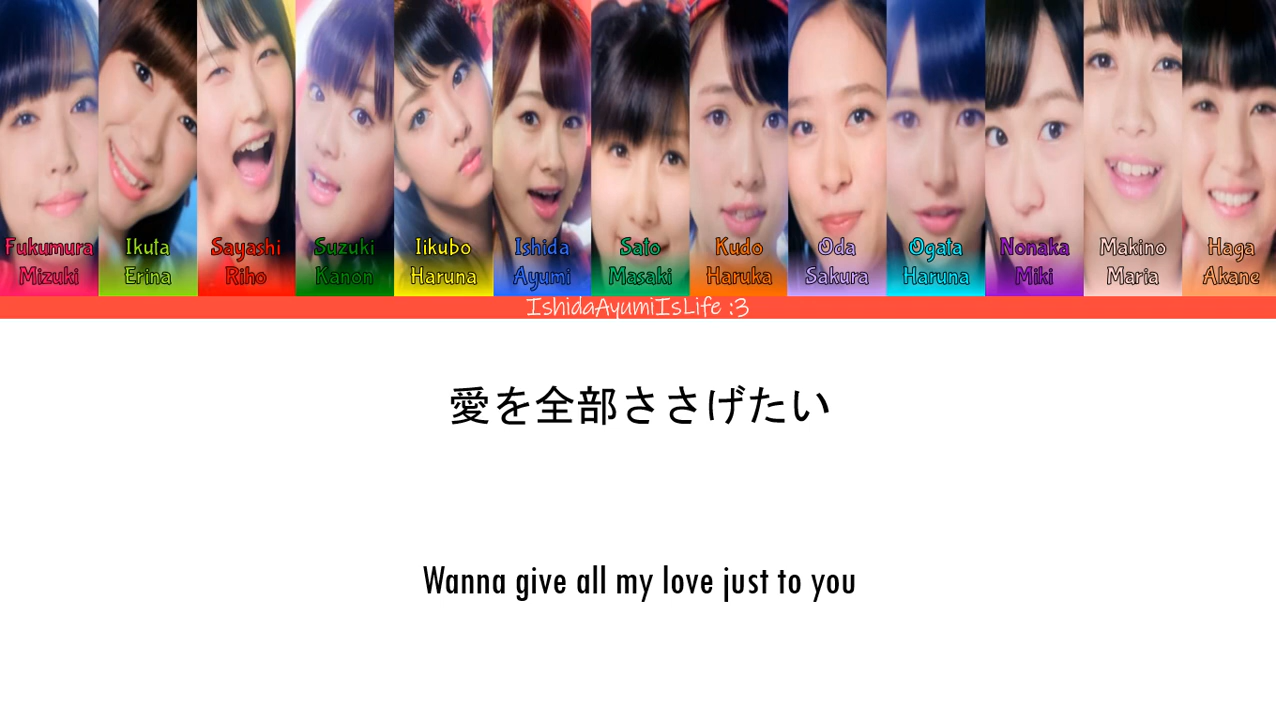 Fukumura Mizuki
Ikuta Erina
Sayashi Riho
Suzuki Kanon
Iikubo Haruna
Ishida Ayumi
Sato Masaki
Kudo Haruka
Oda Sakura
Ogata Haruna
Nonaka Miki
Makino Maria
Haga Akane
IshidaAyumiIsLife :3
愛を全部ささげたい
Wanna give all my love just to you